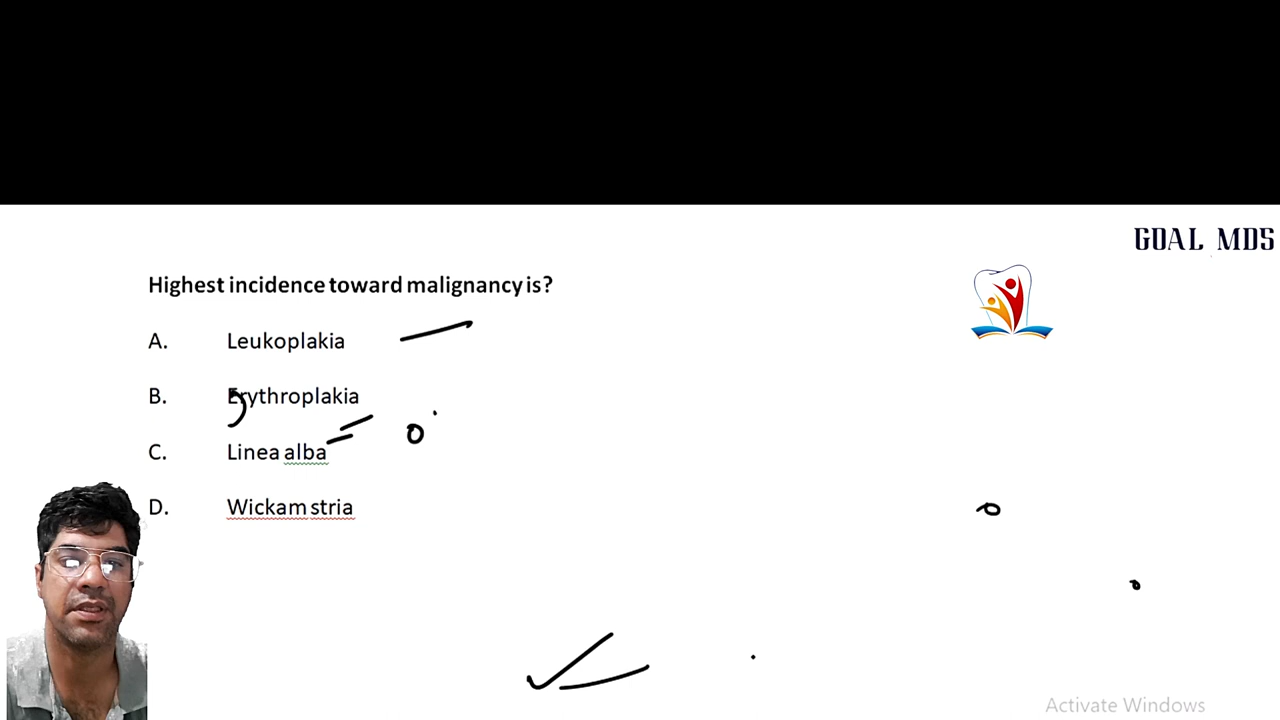 GOAL MDS
Highest incidence toward malignancy is?
A. Leukoplakia
B. Erythroplakia
C. Linea alba
D. Wickam stria
Activate Windows